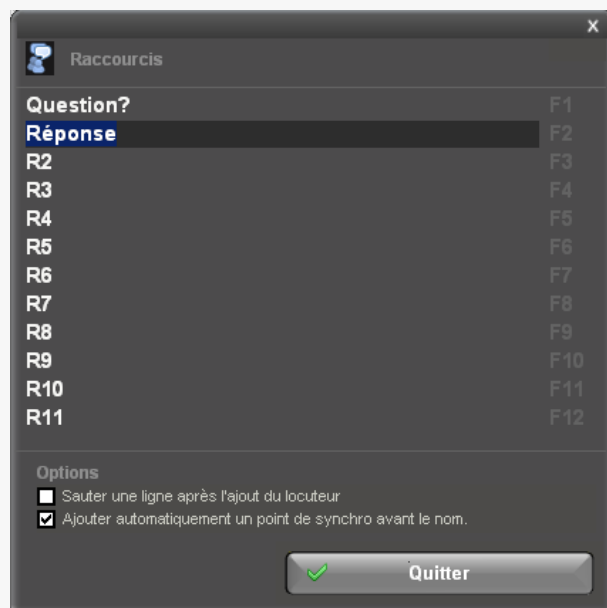 x
Raccourcis
Question? F1
Réponse F2
R2 F3
R3 F4
R4 F5
R5 F6
R6 F7
R7 F8
R8 F9
R9 F10
R10 F11
R11 F12
Options
Sauter une ligne après l'ajout du locuteur
Ajouter automatiquement un point de synchro avant le nom.
Quitter